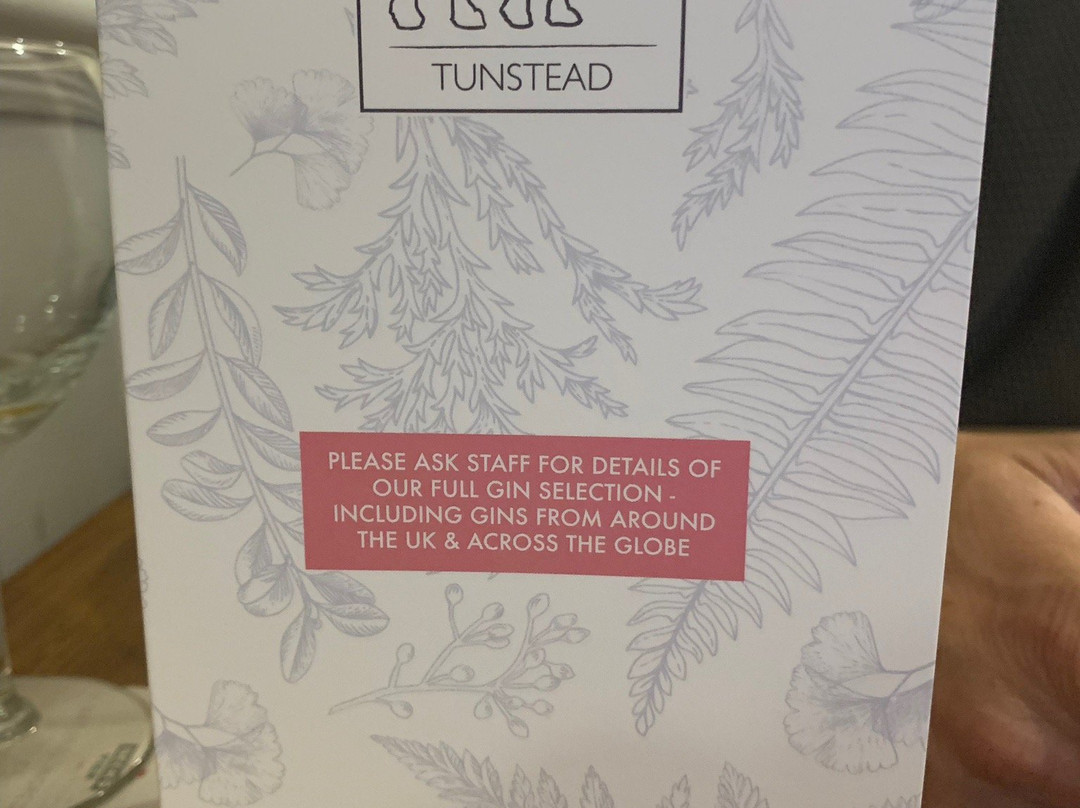 TUNSTEAD
PLEASE ASK STAFF FOR DETAILS OF
OUR FULL GIN SELECTION -
INCLUDING GINS FROM AROUND
THE UK & ACROSS THE GLOBE